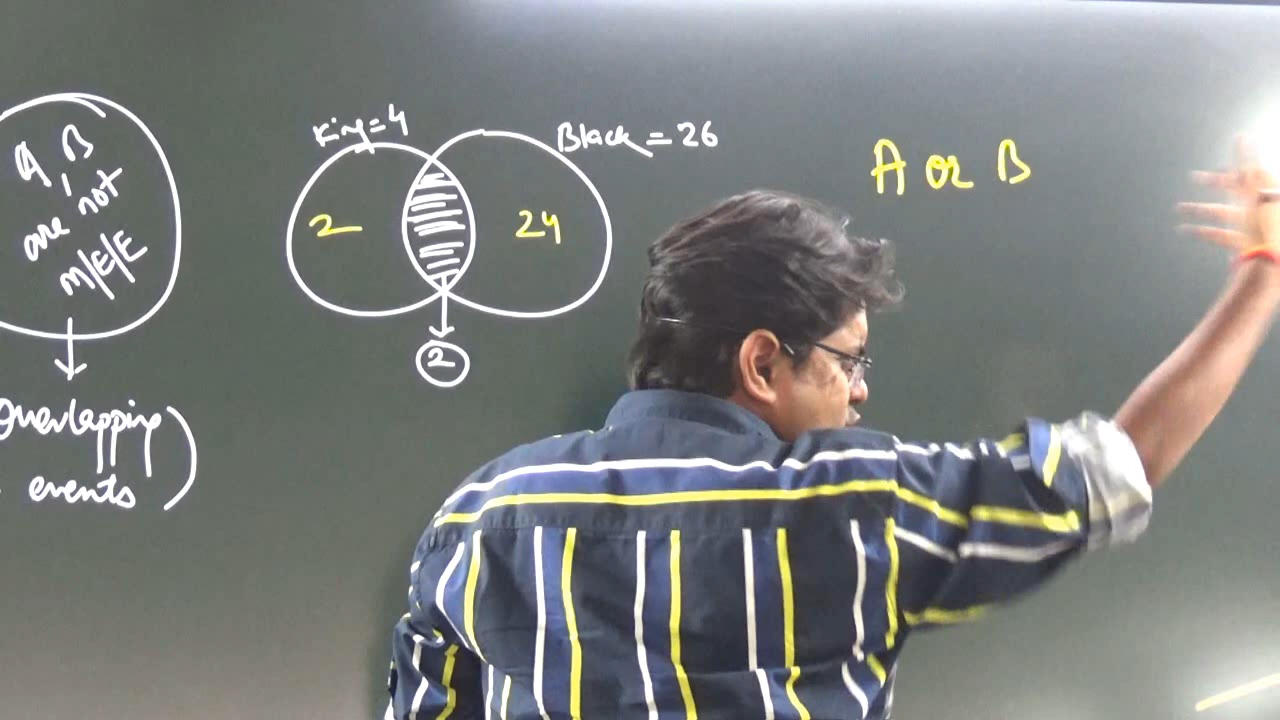 A, B
are not
M/E/E
Overlapping
events)
King=4
Black=26
2
24
2
A or B